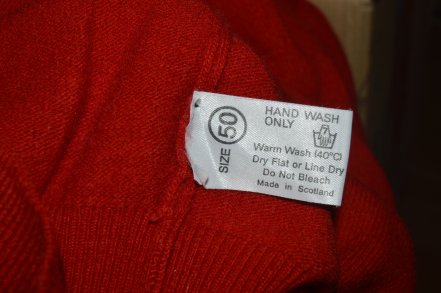 SIZE 50
HAND WASH
ONLY
Warm Wash (40°C)
Dry Flat or Line Dry
Do Not Bleach
Made in Scotland